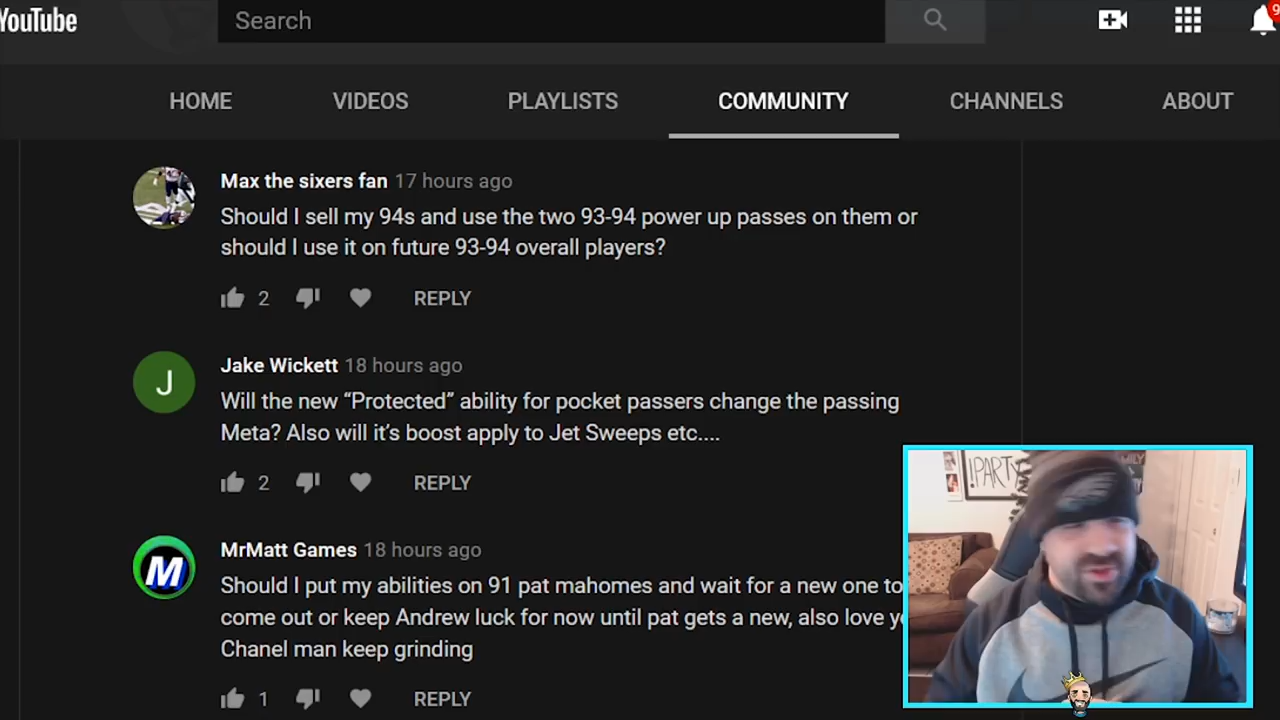 YouTube
Search
9
HOME VIDEOS PLAYLISTS COMMUNITY CHANNELS ABOUT
Max the sixers fan 17 hours ago
Should I sell my 94s and use the two 93-94 power up passes on them or
should I use it on future 93-94 overall players?
2 REPLY
J
Jake Wickett 18 hours ago
Will the new “Protected” ability for pocket passers change the passing
Meta? Also will it’s boost apply to Jet Sweeps etc....
2 REPLY
M
MrMatt Games 18 hours ago
Should I put my abilities on 91 pat mahomes and wait for a new one to
come out or keep Andrew luck for now until pat gets a new, also love
Chanel man keep grinding
1 REPLY
!PARTY